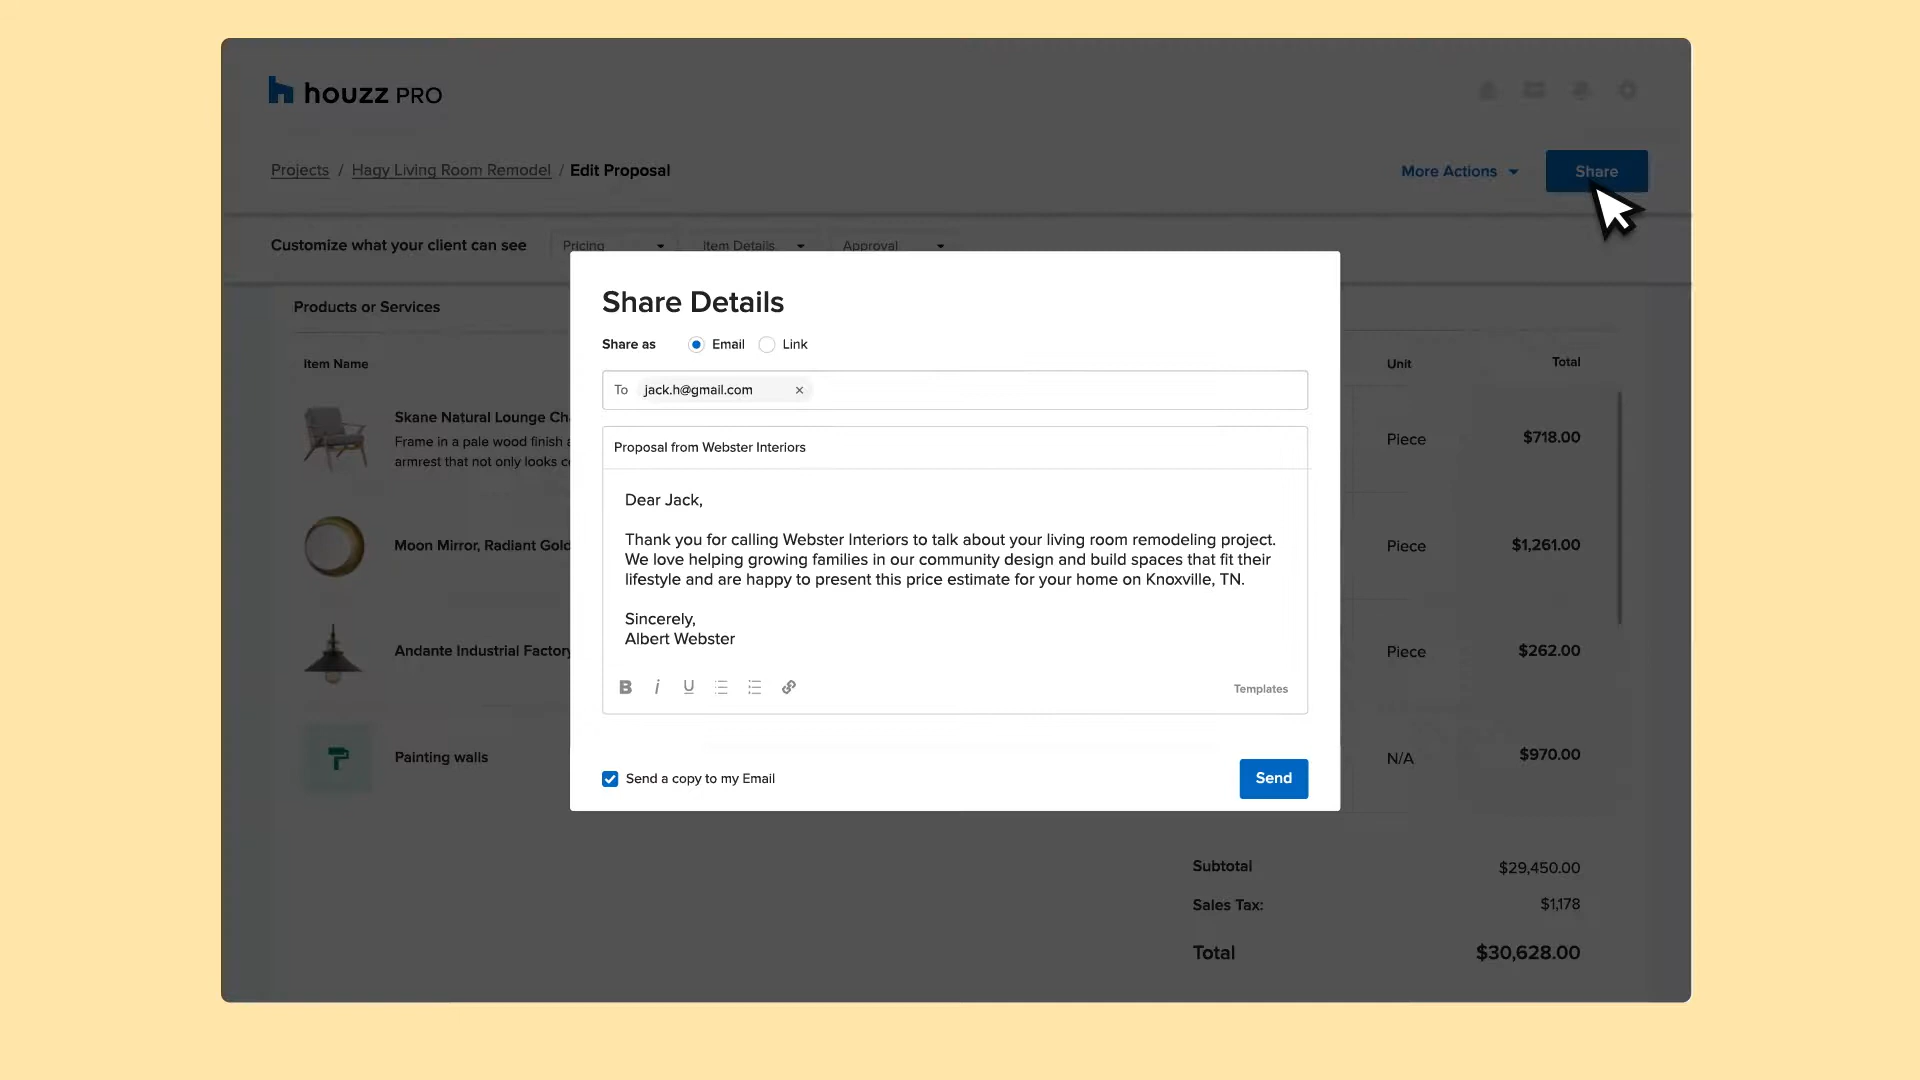 houzz PRO
Projects / Hagy Living Room Remodel / Edit Proposal
More Actions
Share
Customize what your client can see
Pricing
Item Details
Approval
Products or Services
Item Name
Unit
Total
Skane Natural Lounge
Frame in a pale wood finish
armrest that not only looks
Piece
$718.00
Moon Mirror, Radiant Gold
Piece
$1,261.00
Andante Industrial Factory
Piece
$262.00
Painting walls
N/A
$970.00
Subtotal
$29,450.00
Sales Tax:
$1,178
Total
$30,628.00
Share Details
Share as
Email
Link
To jack.h@gmail.com ×
Proposal from Webster Interiors
Dear Jack,
Thank you for calling Webster Interiors to talk about your living room remodeling project.
We love helping growing families in our community design and build spaces that fit their
lifestyle and are happy to present this price estimate for your home on Knoxville, TN.
Sincerely,
Albert Webster
B i U
Templates
Send a copy to my Email
Send